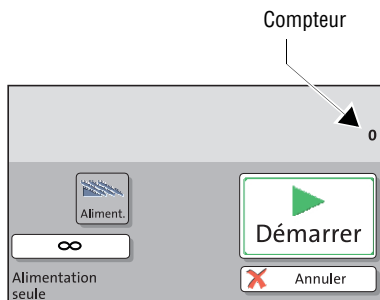 Compteur
0
Aliment.
∞
Démarrer
Alimentation
seule
Annuler